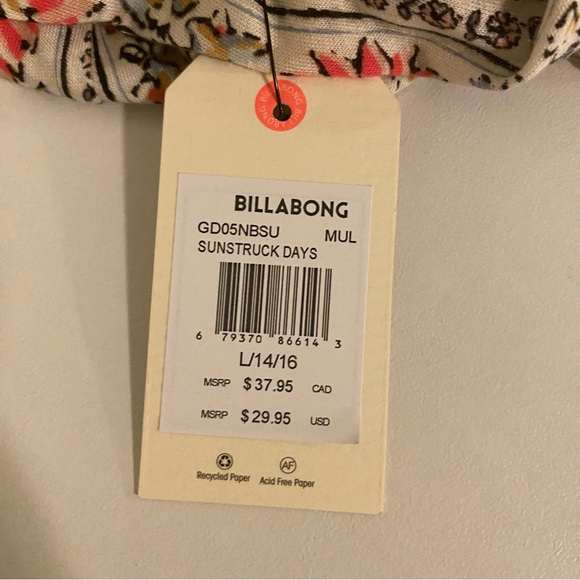 BILLABONG BILLABONG
BILLABONG
GD05NBSU MUL
SUNSTRUCK DAYS
6 79370 86614 3
L/14/16
MSRP $37.95 CAD
MSRP $29.95 USD
Recycled Paper
AF
Acid Free Paper